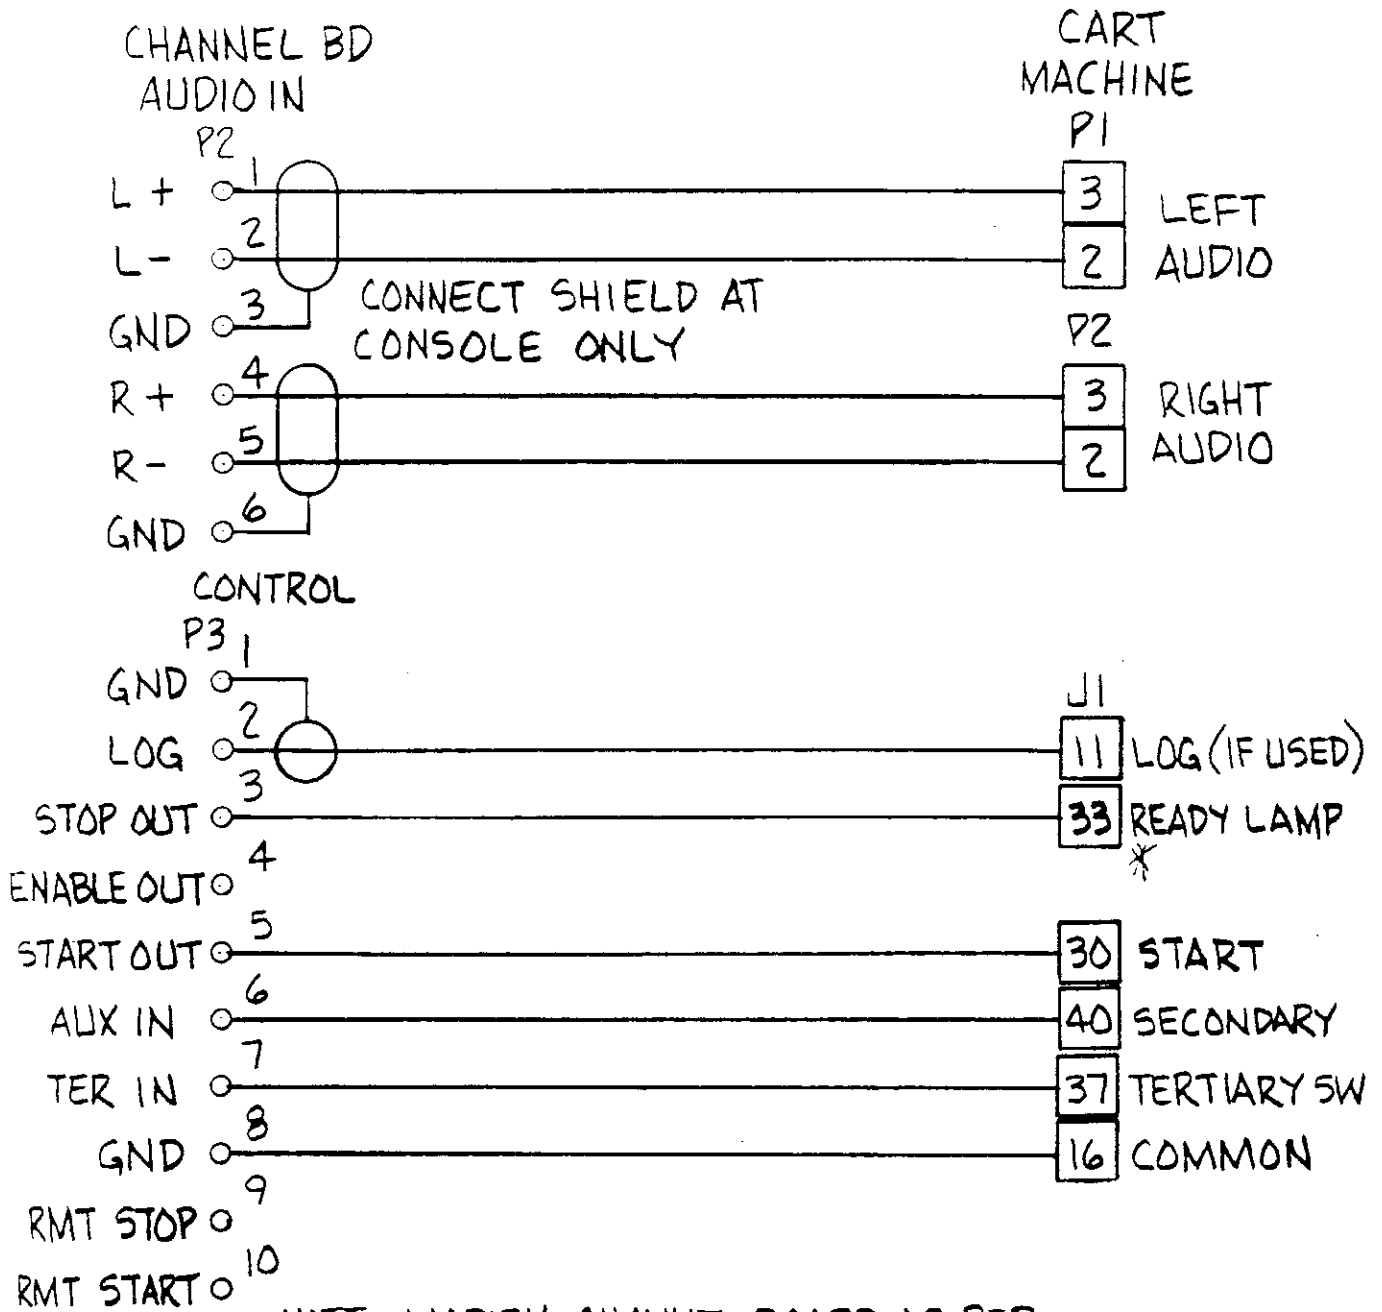 CHANNEL BD
AUDIO IN
P2
CART
MACHINE
P1
L + 1 3 LEFT
L - 2 2 AUDIO
GND 3
CONNECT SHIELD AT
CONSOLE ONLY
P2
R + 4 3 RIGHT
R - 5 2 AUDIO
GND 6
CONTROL
P3
J1
GND 1
LOG 2 11 LOG (IF USED)
STOP OUT 3 33 READY LAMP
*
ENABLE OUT 4
START OUT 5 30 START
AUX IN 6 40 SECONDARY
TER IN 7 37 TERTIARY SW
GND 8 16 COMMON
RMT STOP 9
RMT START 10